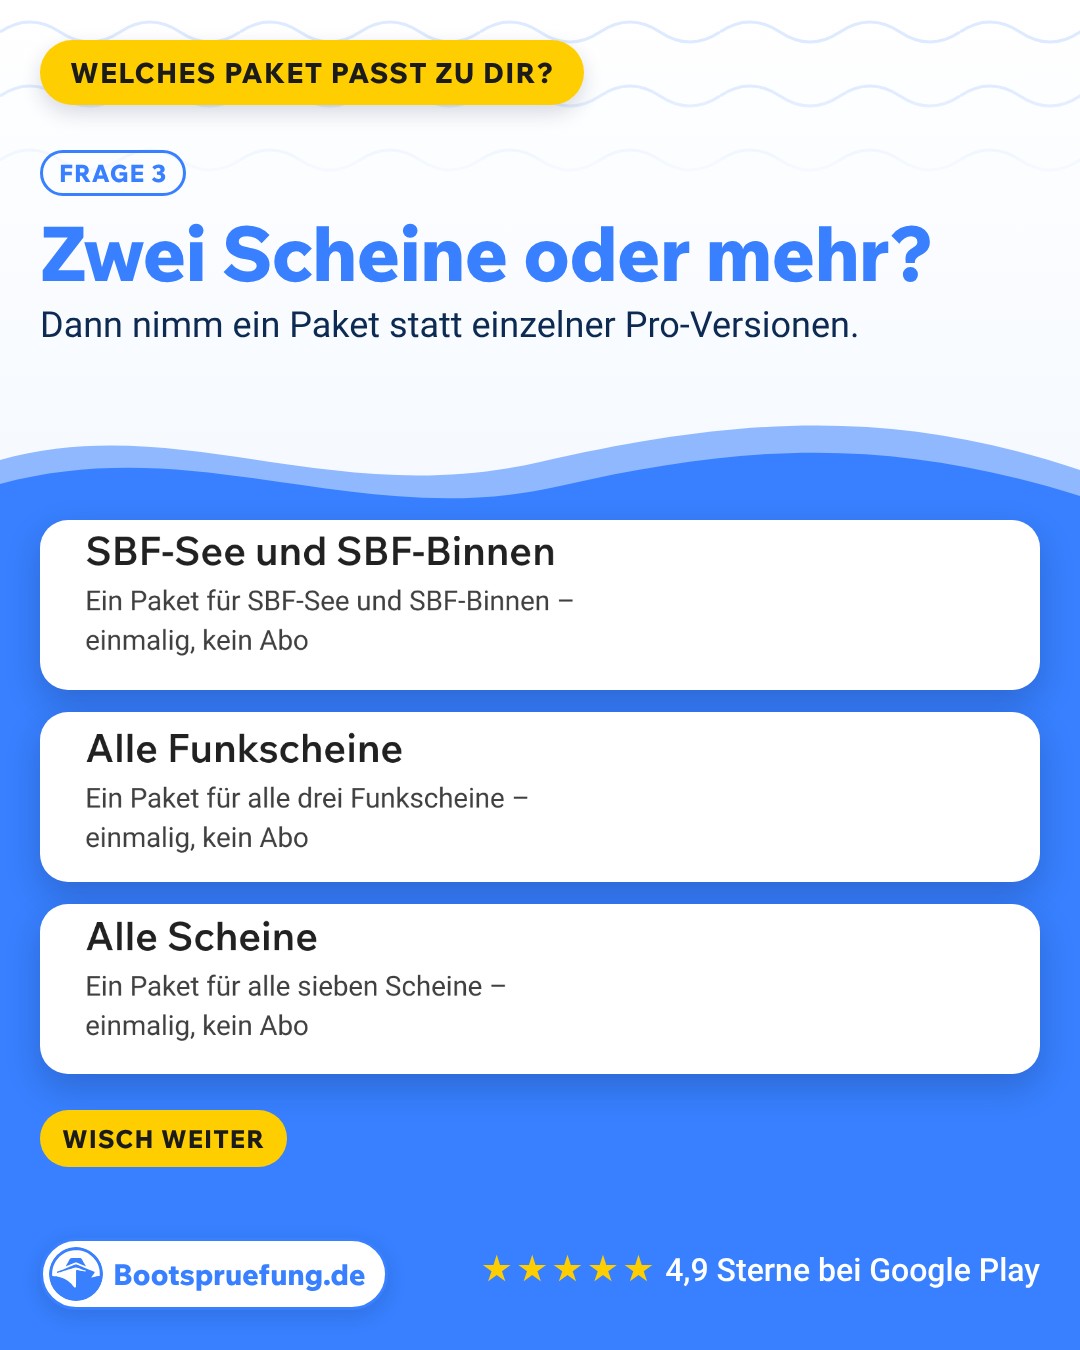 WELCHES PAKET PASST ZU DIR?
FRAGE 3
Zwei Scheine oder mehr?
Dann nimm ein Paket statt einzelner Pro-Versionen.
SBF-See und SBF-Binnen
Ein Paket für SBF-See und SBF-Binnen –
einmalig, kein Abo
Alle Funkscheine
Ein Paket für alle drei Funkscheine –
einmalig, kein Abo
Alle Scheine
Ein Paket für alle sieben Scheine –
einmalig, kein Abo
WISCH WEITER
Bootspruefung.de
★★★★★ 4,9 Sterne bei Google Play